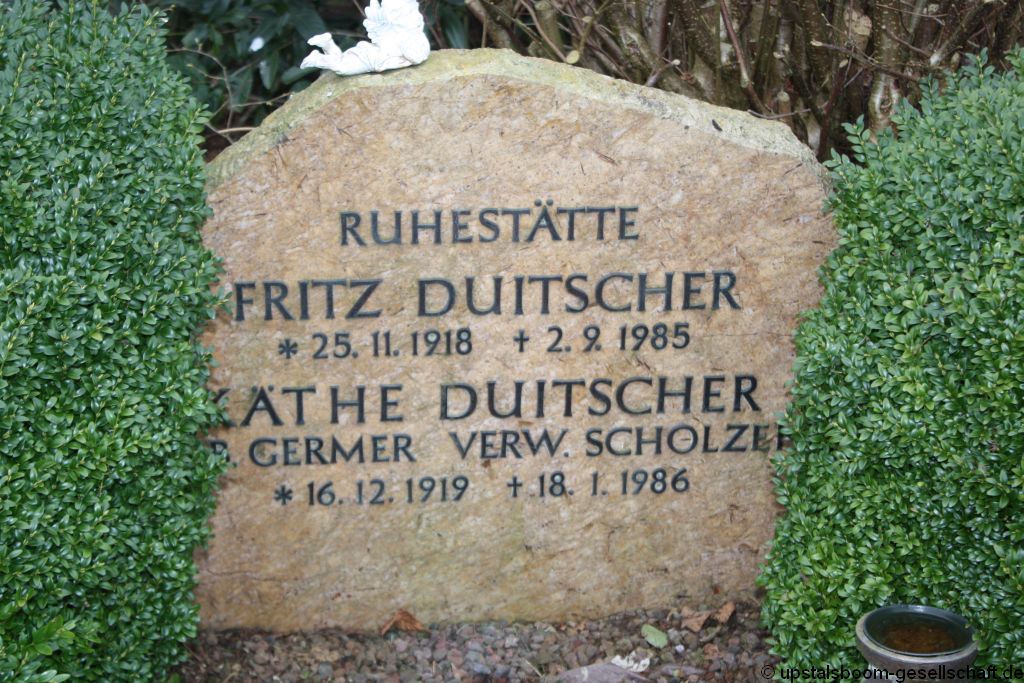 RUHESTÄTTE
FRITZ DUITSCHER
* 25. 11. 1918 † 2. 9. 1985
KÄTHE DUITSCHER
GERMER VERW. SCHOLZE
* 16. 12. 1919 † 18. 1. 1986
© upstalsboom-gesellschaft.de